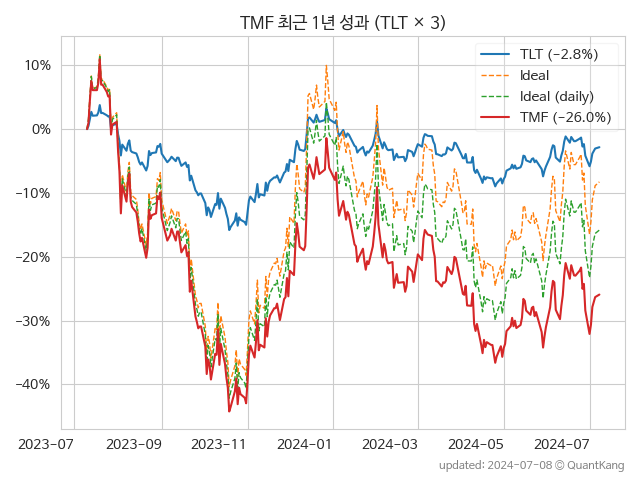 TMF 최근 1년 성과 (TLT × 3)
TLT (−2.8%)
Ideal
Ideal (daily)
TMF (−26.0%)
10%
0%
−10%
−20%
−30%
−40%
2023-07 2023-09 2023-11 2024-01 2024-03 2024-05 2024-07
updated: 2024-07-08 © QuantKang